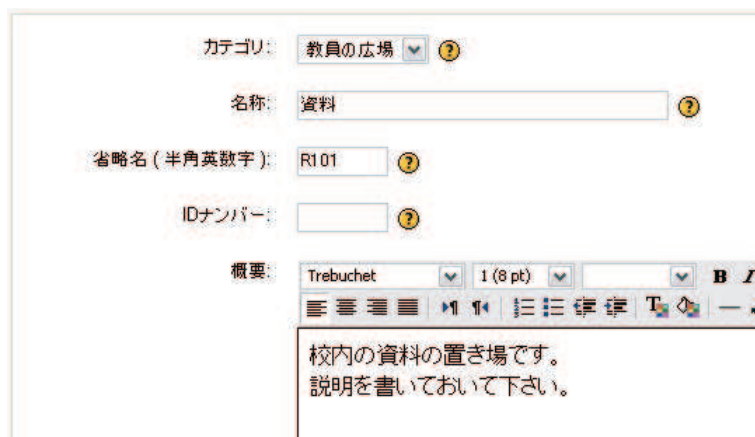 カテゴリ: 教員の広場
名称: 資料
省略名 ( 半角英数字 ): R101
IDナンバー:
概要: Trebuchet 1 (8 pt) B I
校内の資料の置き場です。
説明を書いておいて下さい。